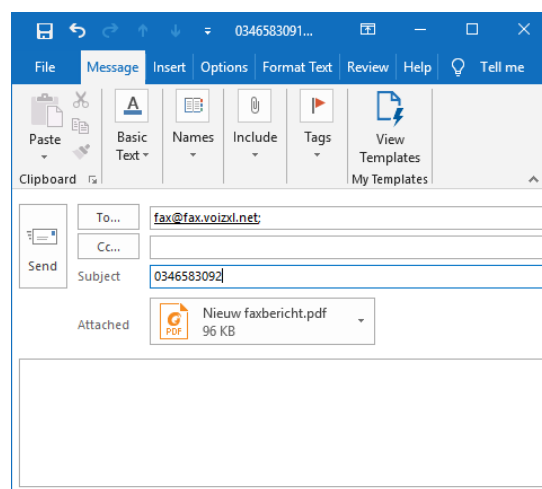 0346583091...
File Message Insert Options Format Text Review Help Tell me
Paste
Basic Text
Names
Include
Tags
View Templates
Clipboard
My Templates
To... fax@fax.voizxl.net;
Cc...
Send
Subject 0346583092
Attached
PDF
Nieuw faxbericht.pdf
96 KB